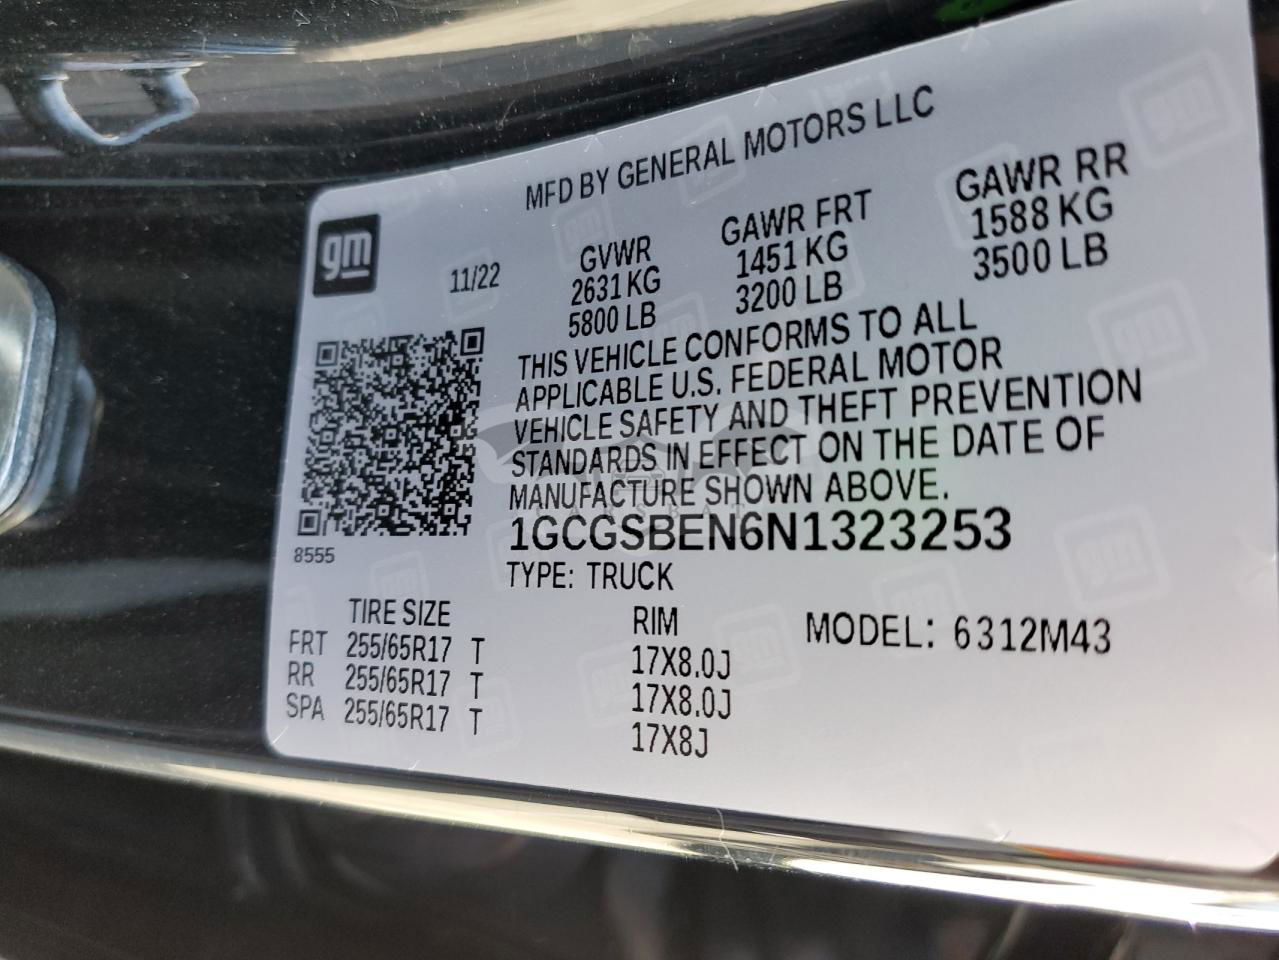 MFD BY GENERAL MOTORS LLC
gm
11/22
GVWR
2631 KG
5800 LB
GAWR FRT
1451 KG
3200 LB
GAWR RR
1588 KG
3500 LB
THIS VEHICLE CONFORMS TO ALL
APPLICABLE U.S. FEDERAL MOTOR
VEHICLE SAFETY AND THEFT PREVENTION
STANDARDS IN EFFECT ON THE DATE OF
MANUFACTURE SHOWN ABOVE.
1GCGSBEN6N1323253
8555
TYPE: TRUCK
TIRE SIZE
RIM
MODEL: 6312M43
FRT 255/65R17 T 17X8.0J
RR 255/65R17 T 17X8.0J
SPA 255/65R17 T 17X8J